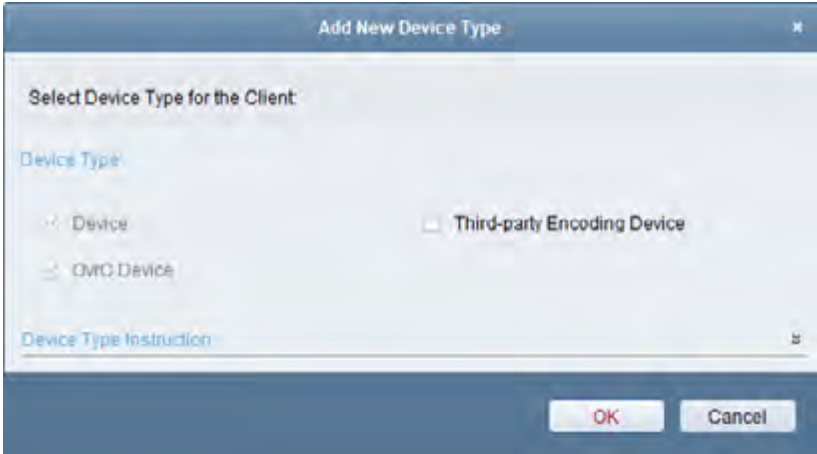 Add New Device Type
Select Device Type for the Client:
Device Type
Device
Third-party Encoding Device
OvrC Device
Device Type Instruction
OK
Cancel